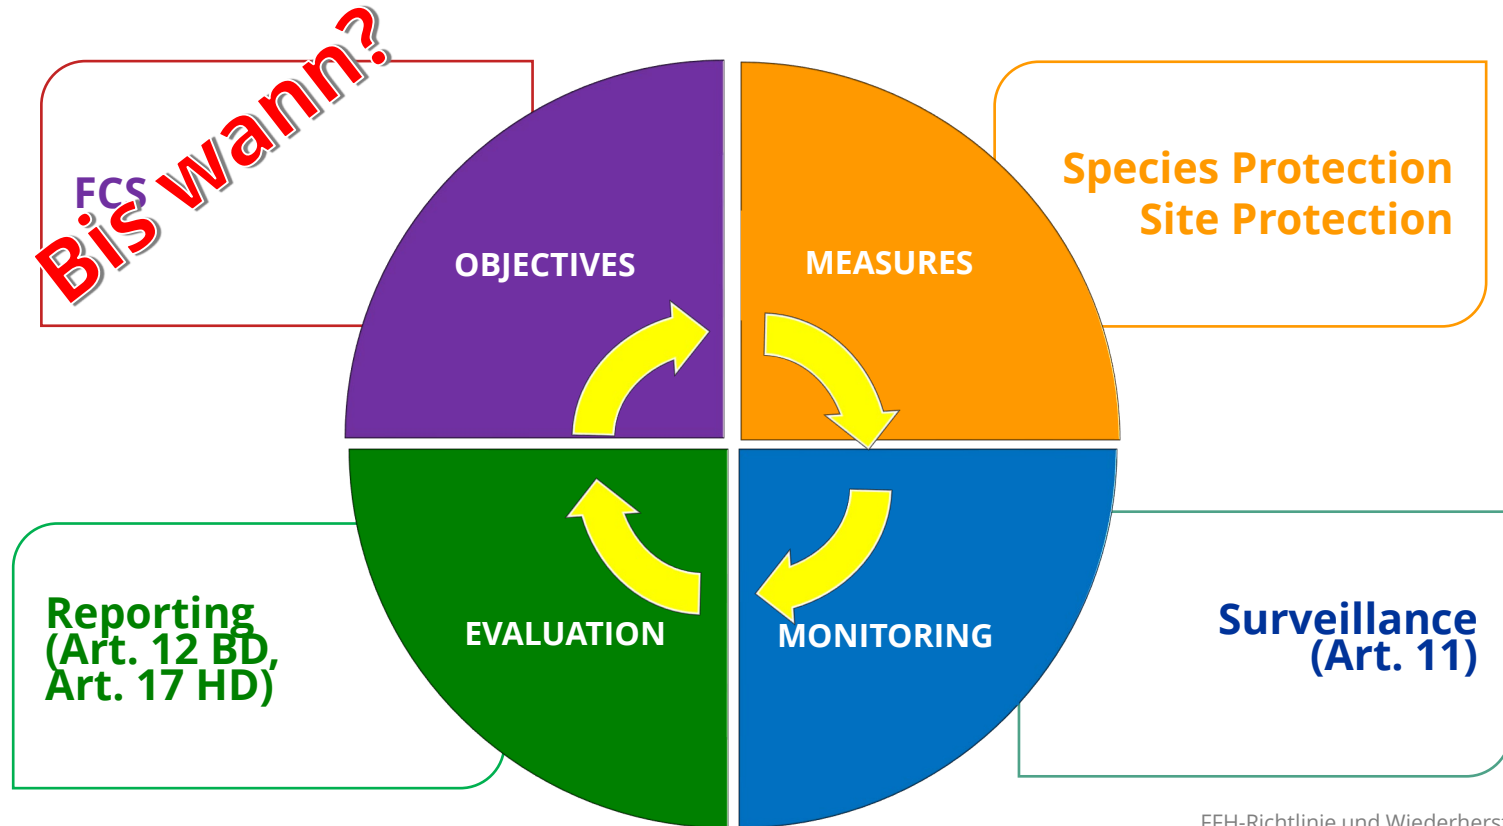 Bis wann?
FCS
OBJECTIVES
MEASURES
Species Protection
Site Protection
Reporting
(Art. 12 BD,
Art. 17 HD)
EVALUATION
MONITORING
Surveillance
(Art. 11)
FFH-Richtlinie und